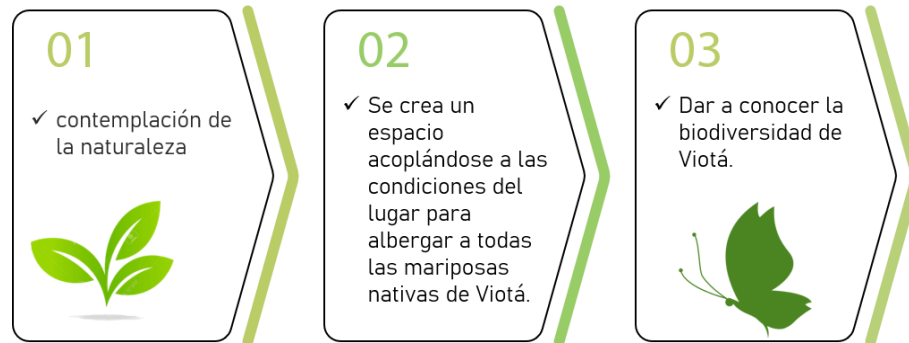 01
✓ contemplación de
la naturaleza
02
✓ Se crea un
espacio
acoplándose a las
condiciones del
lugar para
albergar a todas
las mariposas
nativas de Viotá.
03
✓ Dar a conocer la
biodiversidad de
Viotá.